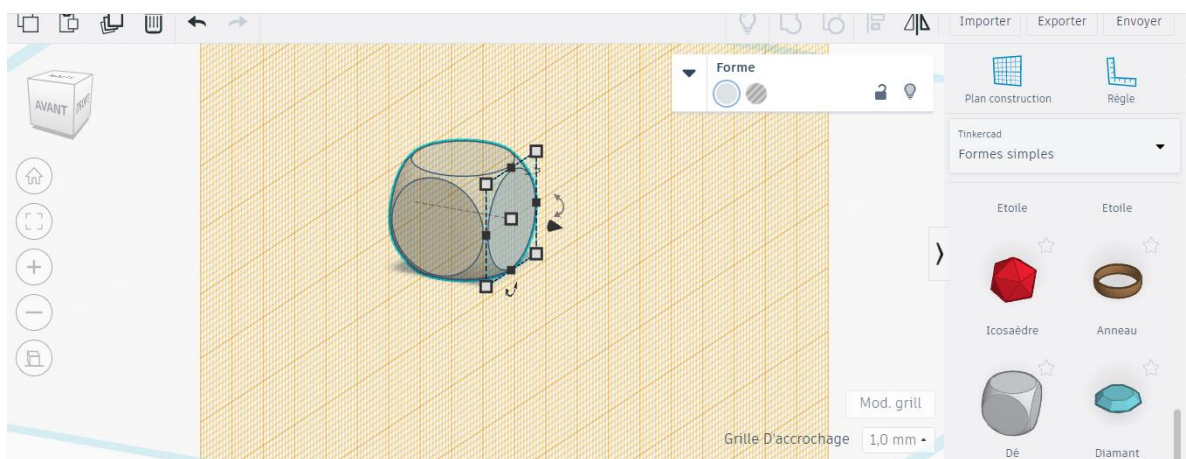 Importer Exporter Envoyer
Forme
AVANT
Plan construction Règle
Tinkercad
Formes simples
Etoile Etoile
Icosaèdre Anneau
Mod. grill
Grille D'accrochage 1,0 mm
Dé Diamant